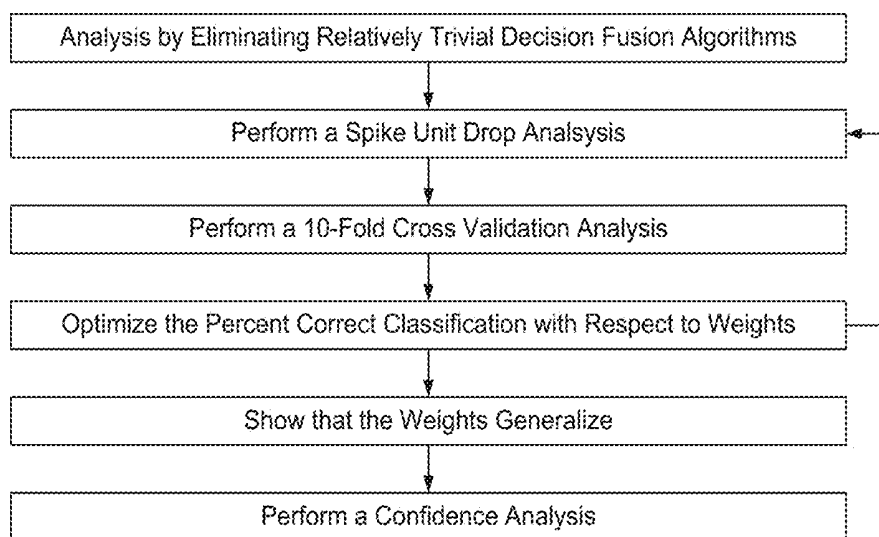 Analysis by Eliminating Relatively Trivial Decision Fusion Algorithms
Perform a Spike Unit Drop Analsysis
Perform a 10-Fold Cross Validation Analysis
Optimize the Percent Correct Classification with Respect to Weights
Show that the Weights Generalize
Perform a Confidence Analysis